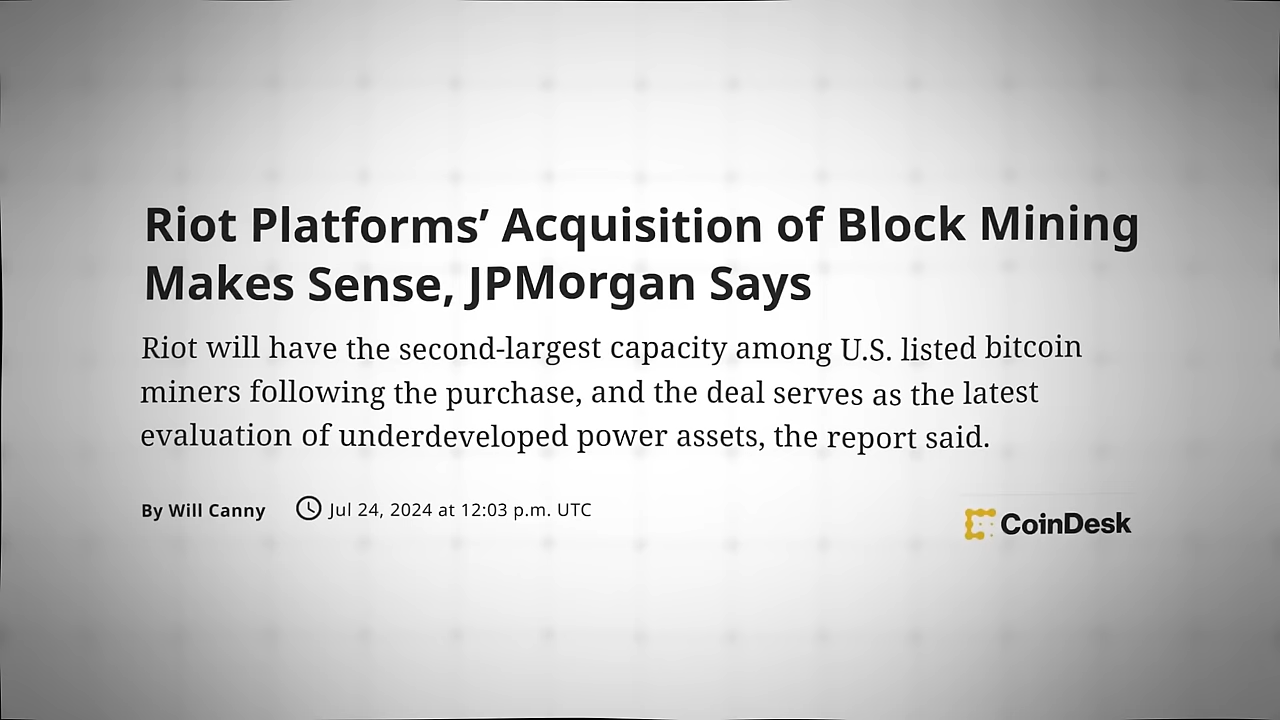 Riot Platforms’ Acquisition of Block Mining
Makes Sense, JPMorgan Says
Riot will have the second-largest capacity among U.S. listed bitcoin
miners following the purchase, and the deal serves as the latest
evaluation of underdeveloped power assets, the report said.
By Will Canny Jul 24, 2024 at 12:03 p.m. UTC
CoinDesk